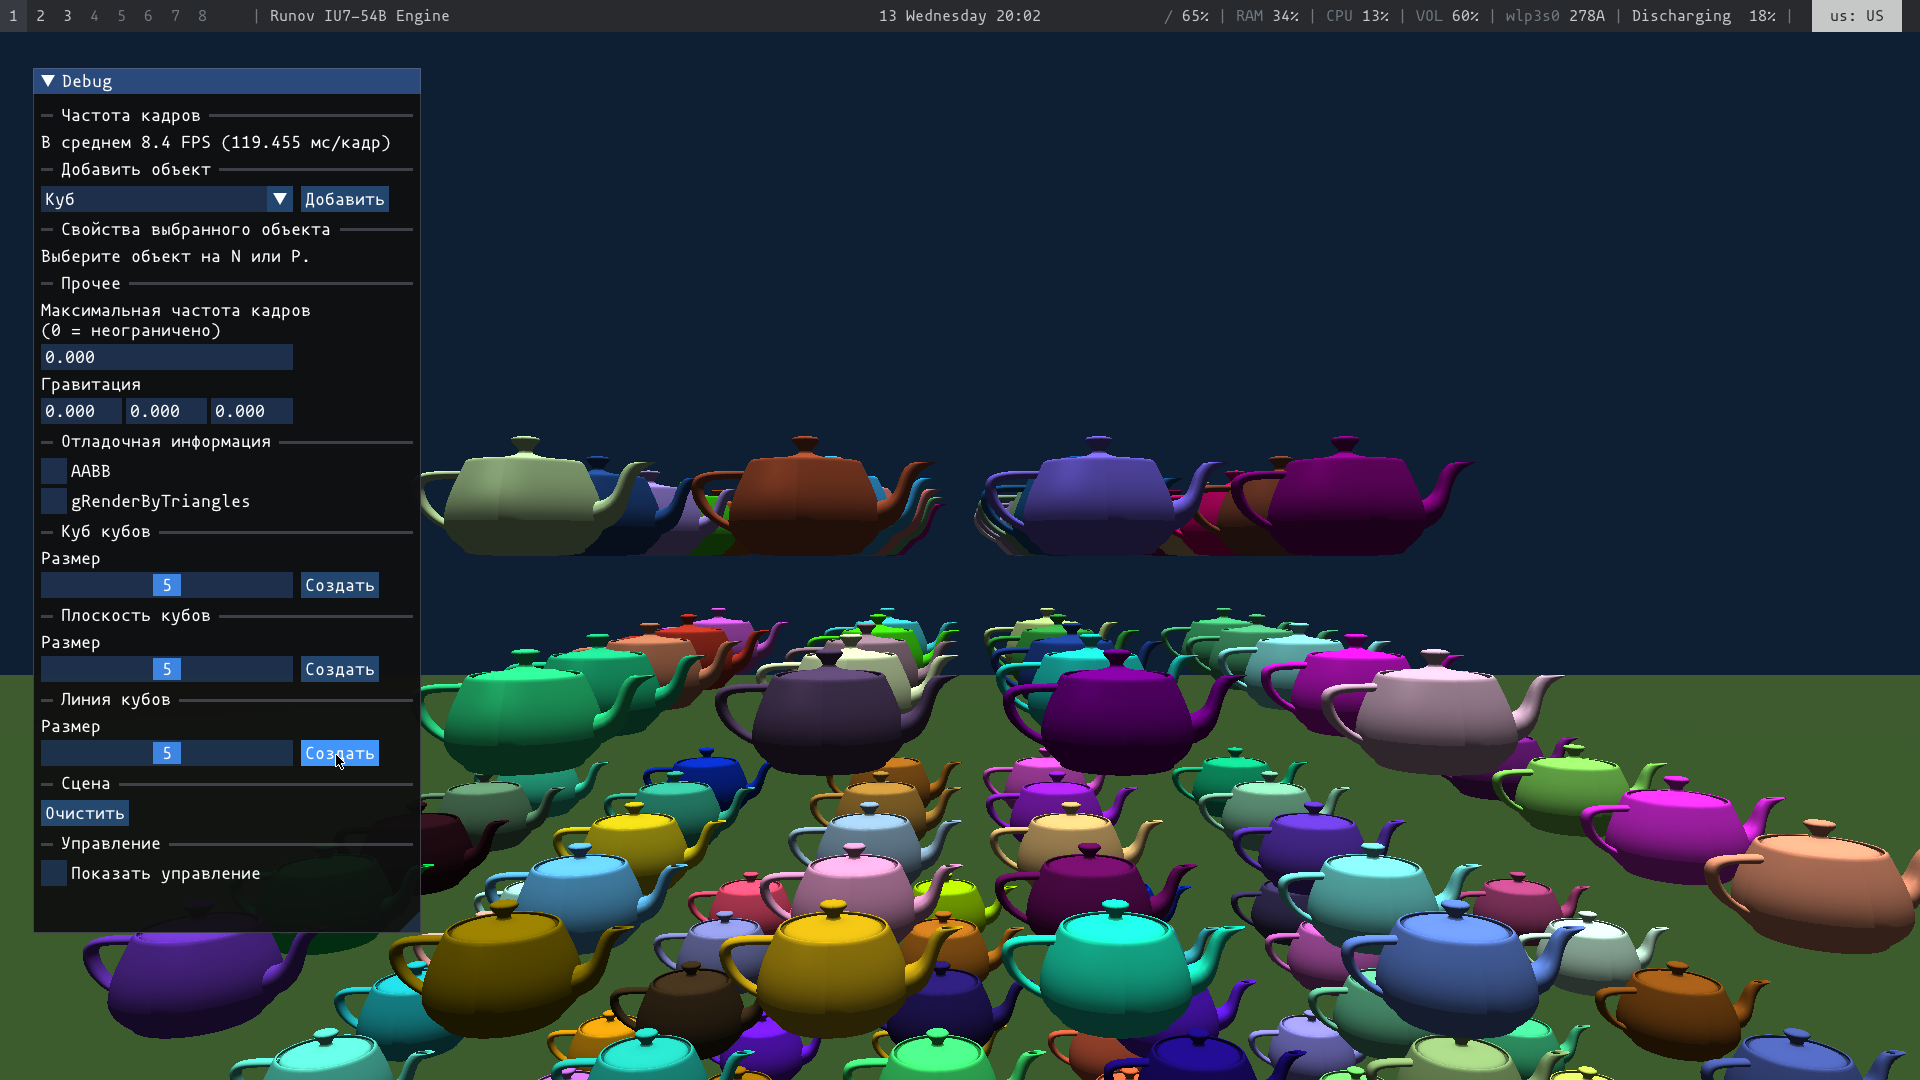 1 2 3 4 5 6 7 8 | Runov IU7-54B Engine 13 Wednesday 20:02 / 65% | RAM 34% | CPU 13% | VOL 60% | wlp3s0 278A | Discharging 18% | us: US
Debug
Частота кадров
В среднем 8.4 FPS (119.455 мс/кадр)
Добавить объект
Куб Добавить
Свойства выбранного объекта
Выберите объект на N или P.
Прочее
Максимальная частота кадров
(0 = неограничено)
0.000
Гравитация
0.000 0.000 0.000
Отладочная информация
AABB
gRenderByTriangles
Куб кубов
Размер
5 Создать
Плоскость кубов
Размер
5 Создать
Линия кубов
Размер
5 Создать
Сцена
Очистить
Управление
Показать управление